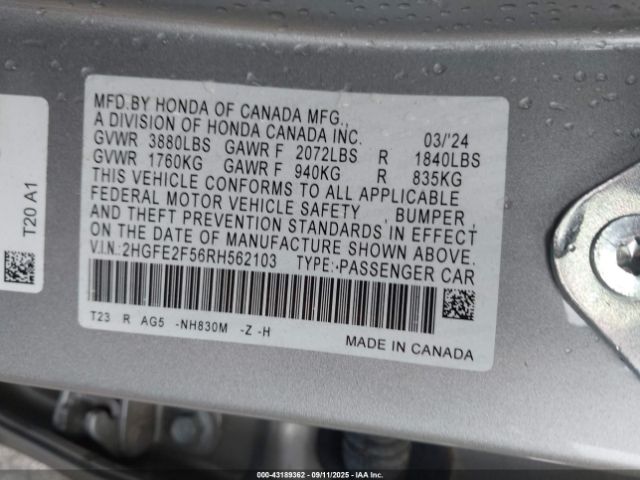 MFD.BY HONDA OF CANADA MFG.,
A DIVISION OF HONDA CANADA INC. 03/'24
GVWR 3880LBS GAWR F 2072LBS R 1840LBS
GVWR 1760KG GAWR F 940KG R 835KG
THIS VEHICLE CONFORMS TO ALL APPLICABLE
FEDERAL MOTOR VEHICLE SAFETY , BUMPER ,
AND THEFT PREVENTION STANDARDS IN EFFECT
ON THE DATE OF MANUFACTURE SHOWN ABOVE.
V.IN:2HGFE2F56RH562103 TYPE:PASSENGER CAR
T23 R AG5 -NH830M -Z -H
MADE IN CANADA
T20 A1
00-43189362 - 09/11/2025 - IAA Inc.